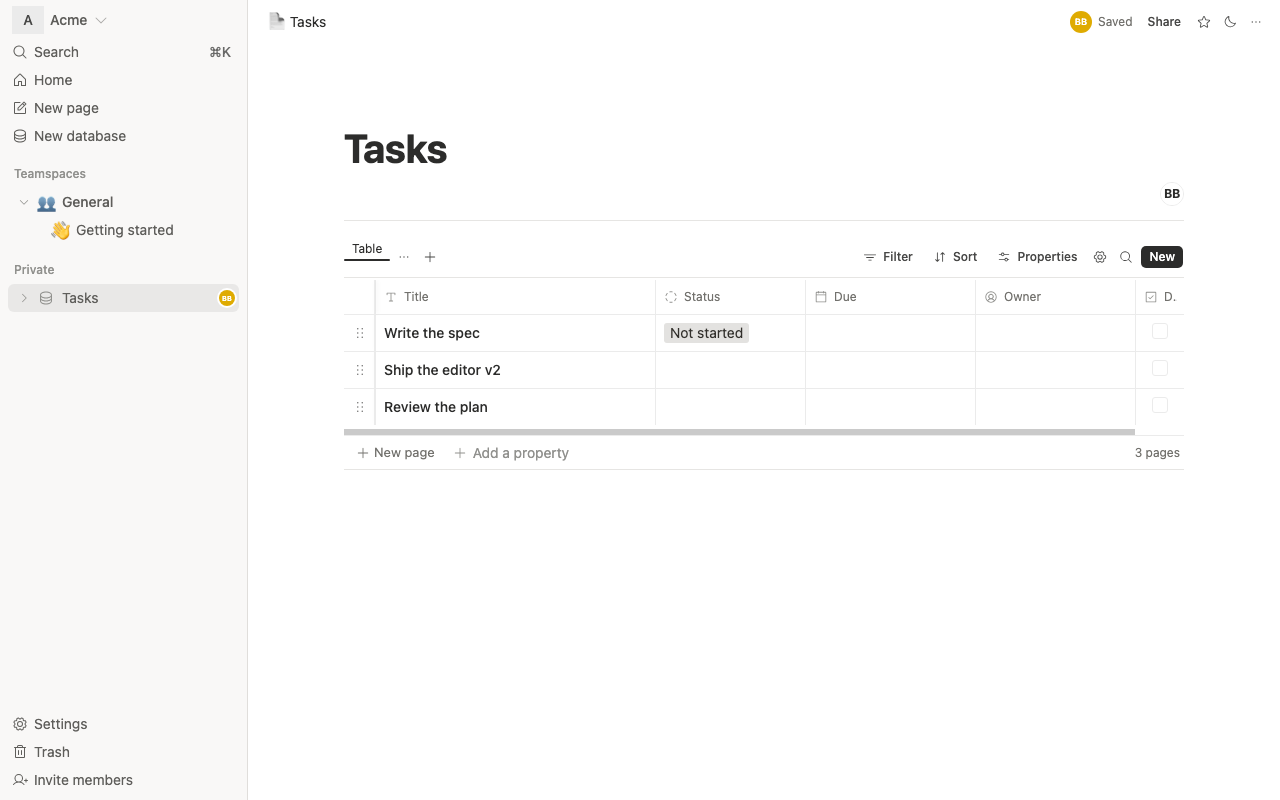 A Acme
Search ⌘K
Home
New page
New database
Teamspaces
General
Getting started
Private
Tasks BB
Settings
Trash
Invite members
Tasks
BB Saved Share
Tasks
BB
Table
Filter Sort Properties New
Title Status Due Owner D.
Write the spec Not started
Ship the editor v2
Review the plan
New page Add a property 3 pages